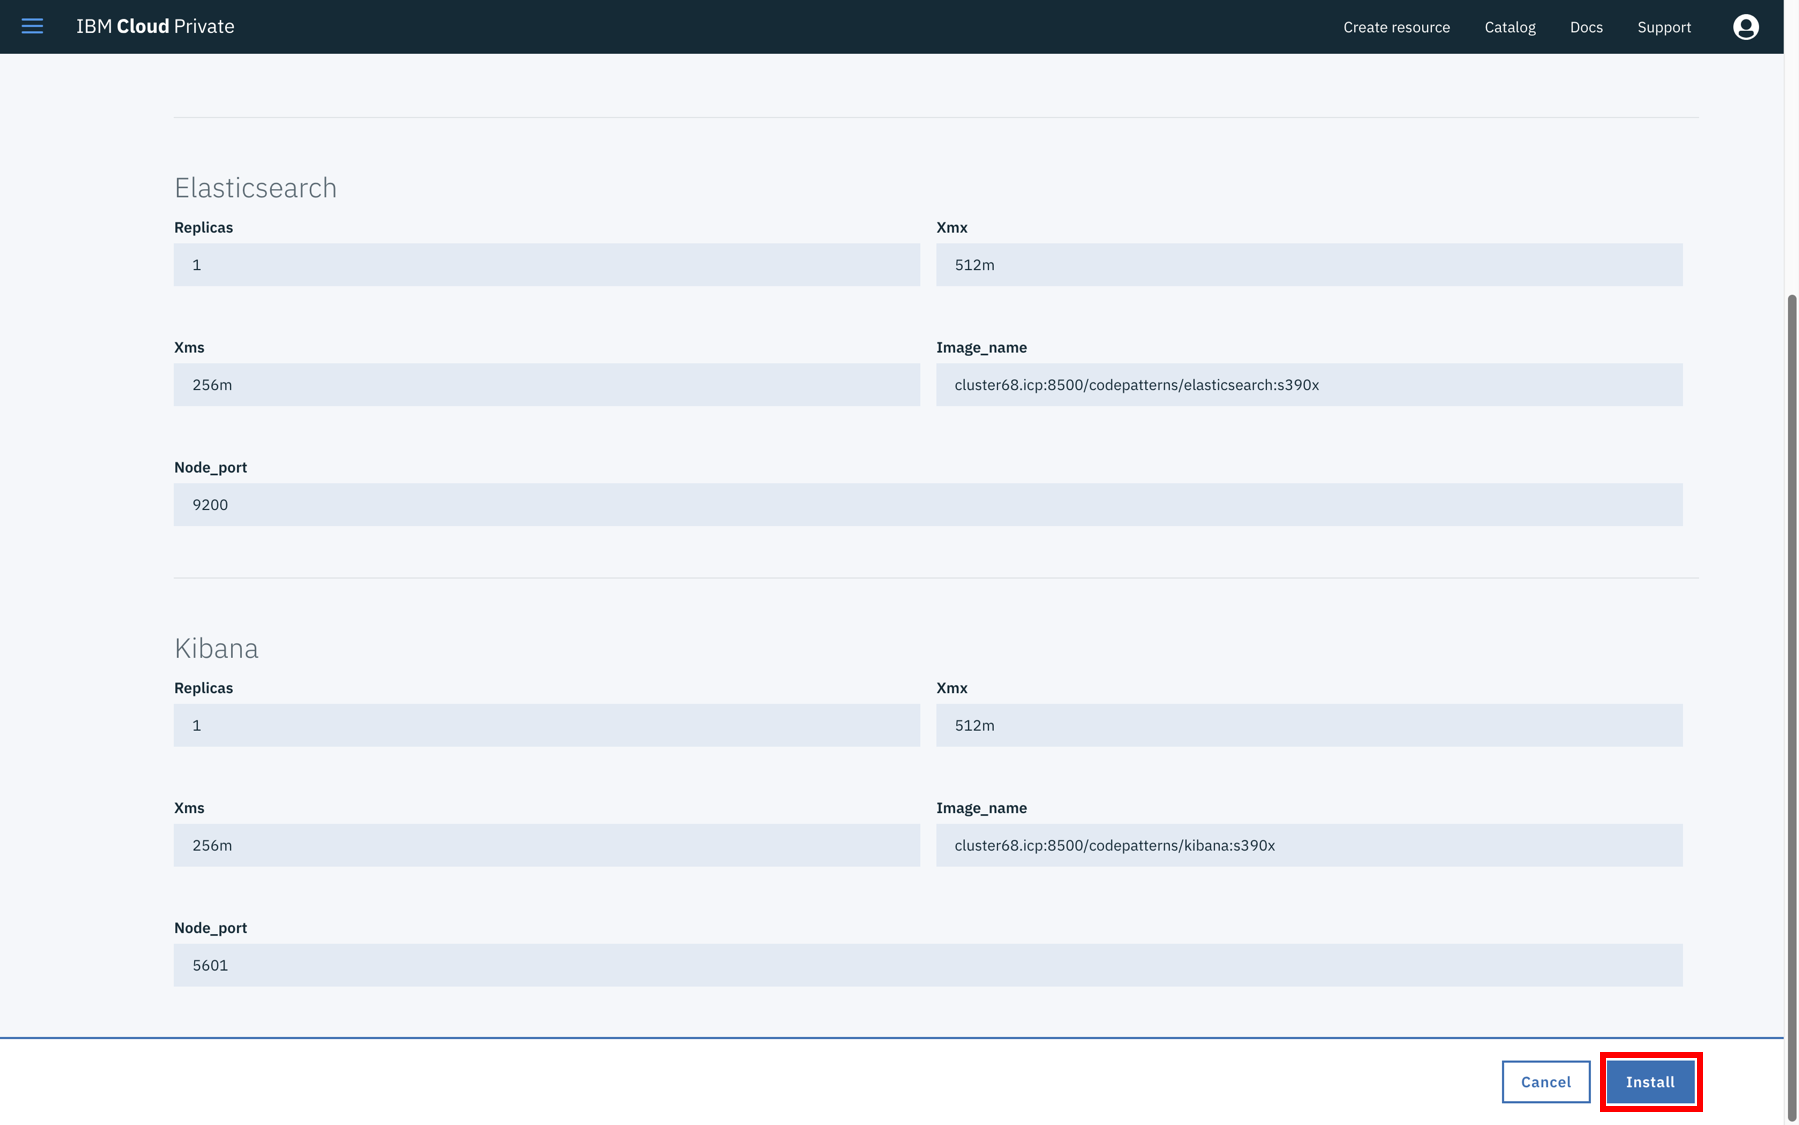 IBM Cloud Private
Create resource
Catalog
Docs
Support
Elasticsearch
Replicas
Xmx
1
512m
Xms
Image_name
256m
cluster68.icp:8500/codepatterns/elasticsearch:s390x
Node_port
9200
Kibana
Replicas
Xmx
1
512m
Xms
Image_name
256m
cluster68.icp:8500/codepatterns/kibana:s390x
Node_port
5601
Cancel
Install